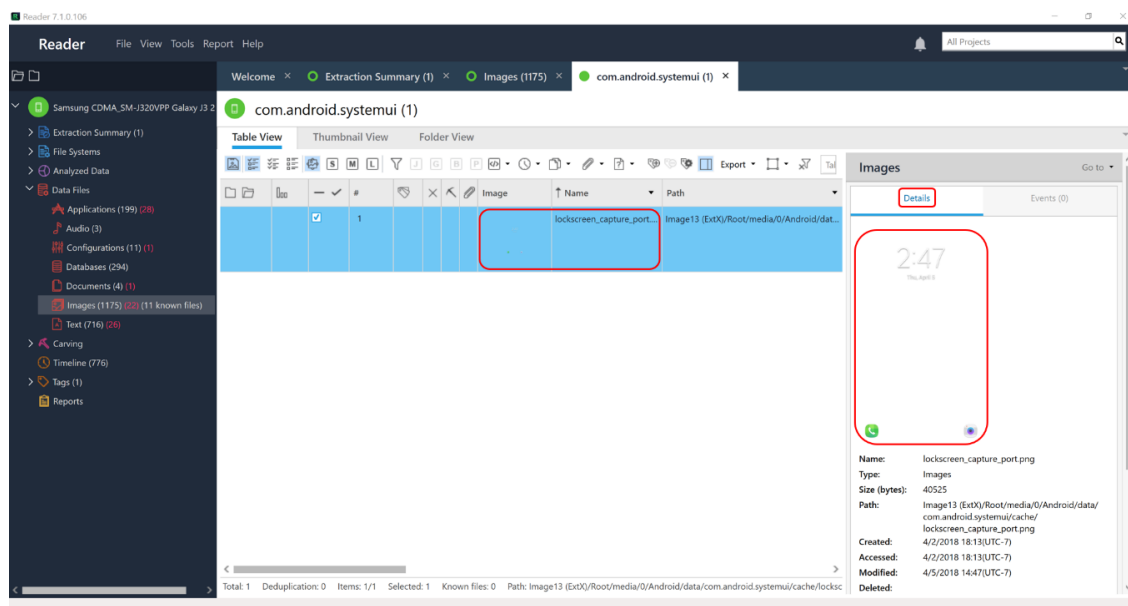 Reader 7.1.0.106
Reader File View Tools Report Help
All Projects
Welcome × Extraction Summary (1) × Images (1175) × com.android.systemui (1) ×
Samsung CDMA_SM-J320VPP Galaxy J3 2
Extraction Summary (1)
File Systems
Analyzed Data
Data Files
Applications (199) (28)
Audio (3)
Configurations (11) (1)
Databases (294)
Documents (4) (1)
Images (1175) (22) (11 known files)
Text (716) (26)
Carving
Timeline (776)
Tags (1)
Reports
com.android.systemui (1)
Table View Thumbnail View Folder View
S M L J G B P Export Tal
# Image Name Path
1 lockscreen_capture_port.... Image13 (ExtX)/Root/media/0/Android/dat...
Total: 1 Deduplication: 0 Items: 1/1 Selected: 1 Known files: 0 Path: Image13 (ExtX)/Root/media/0/Android/data/com.android.systemui/cache/locksc
Images Go to
Details Events (0)
2:47
Thu, April 5
Name: lockscreen_capture_port.png
Type: Images
Size (bytes): 40525
Path: Image13 (ExtX)/Root/media/0/Android/data/
com.android.systemui/cache/
lockscreen_capture_port.png
Created: 4/2/2018 18:13(UTC-7)
Accessed: 4/2/2018 18:13(UTC-7)
Modified: 4/5/2018 14:47(UTC-7)
Deleted: